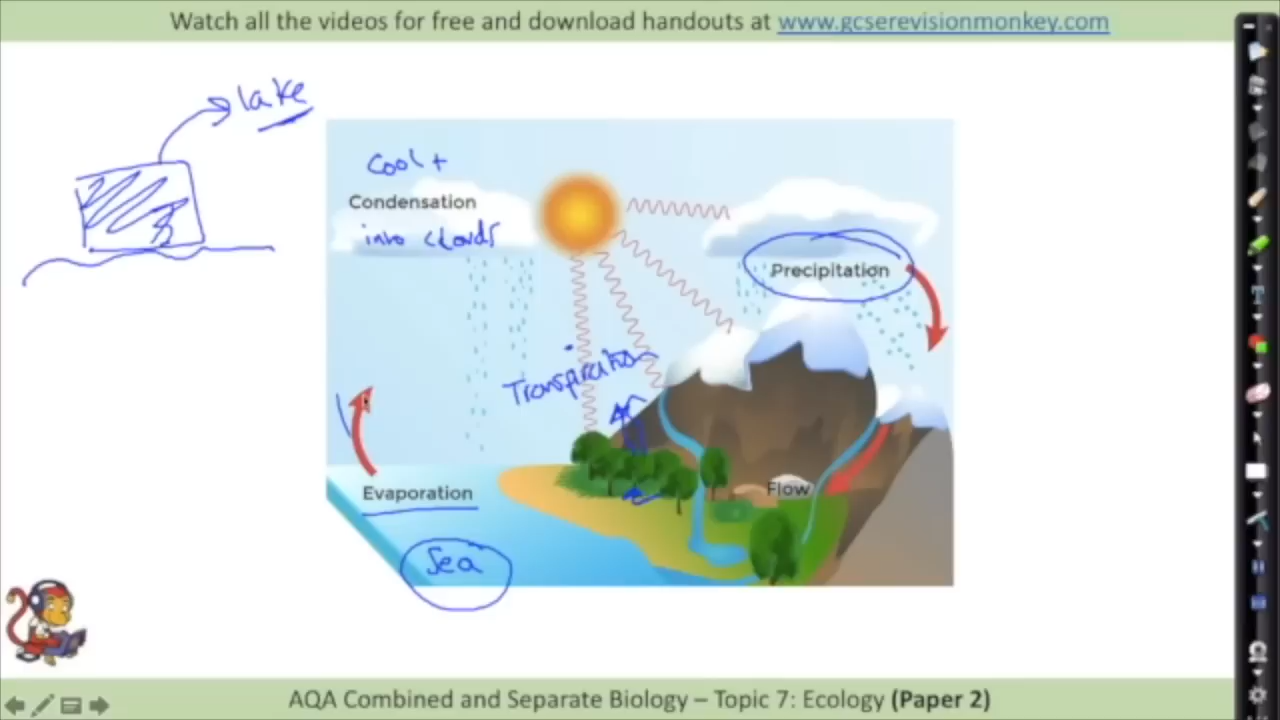 Watch all the videos for free and download handouts at www.gcserevisionmonkey.com
lake
Cool +
Condensation
into clouds
Precipitation
Transpiration
Evaporation
Flow
Sea
AQA Combined and Separate Biology – Topic 7: Ecology (Paper 2)